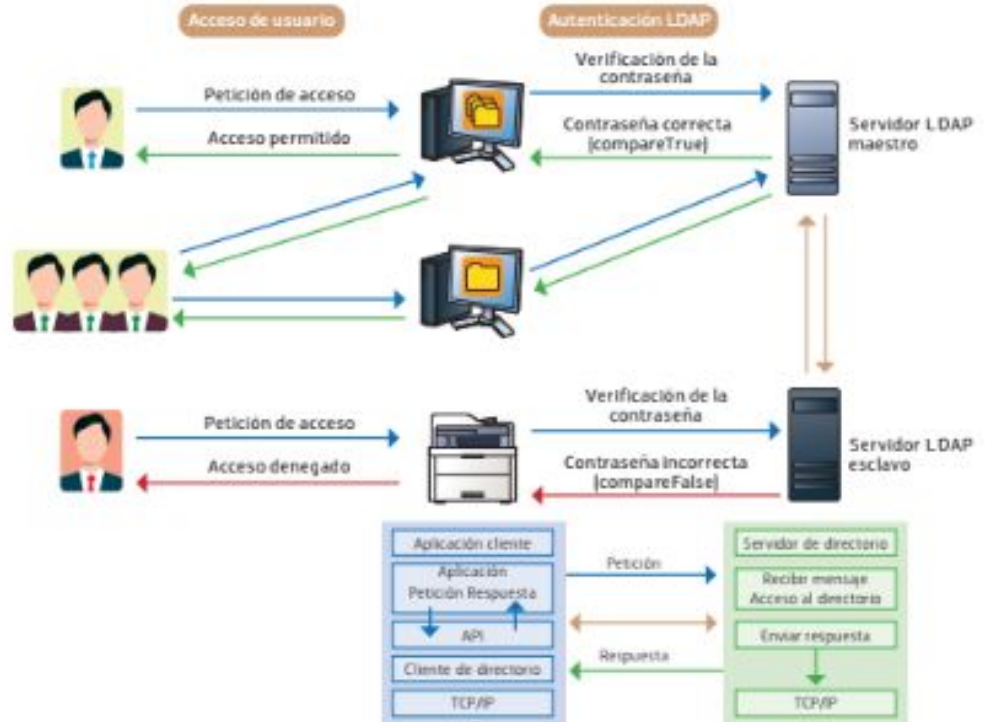 Acceso de usuario
Autenticación LDAP
Petición de acceso
Acceso permitido
Verificación de la
contraseña
Contraseña correcta
(compareTrue)
Servidor LDAP
maestro
Petición de acceso
Acceso denegado
Verificación de la
contraseña
Contraseña incorrecta
(compareFalse)
Servidor LDAP
esclavo
Aplicación cliente
Aplicación
Petición Respuesta
API
Cliente de directorio
TCP/IP
Petición
Respuesta
Servidor de directorio
Recibir mensaje
Acceso al directorio
Enviar respuesta
TCP/IP